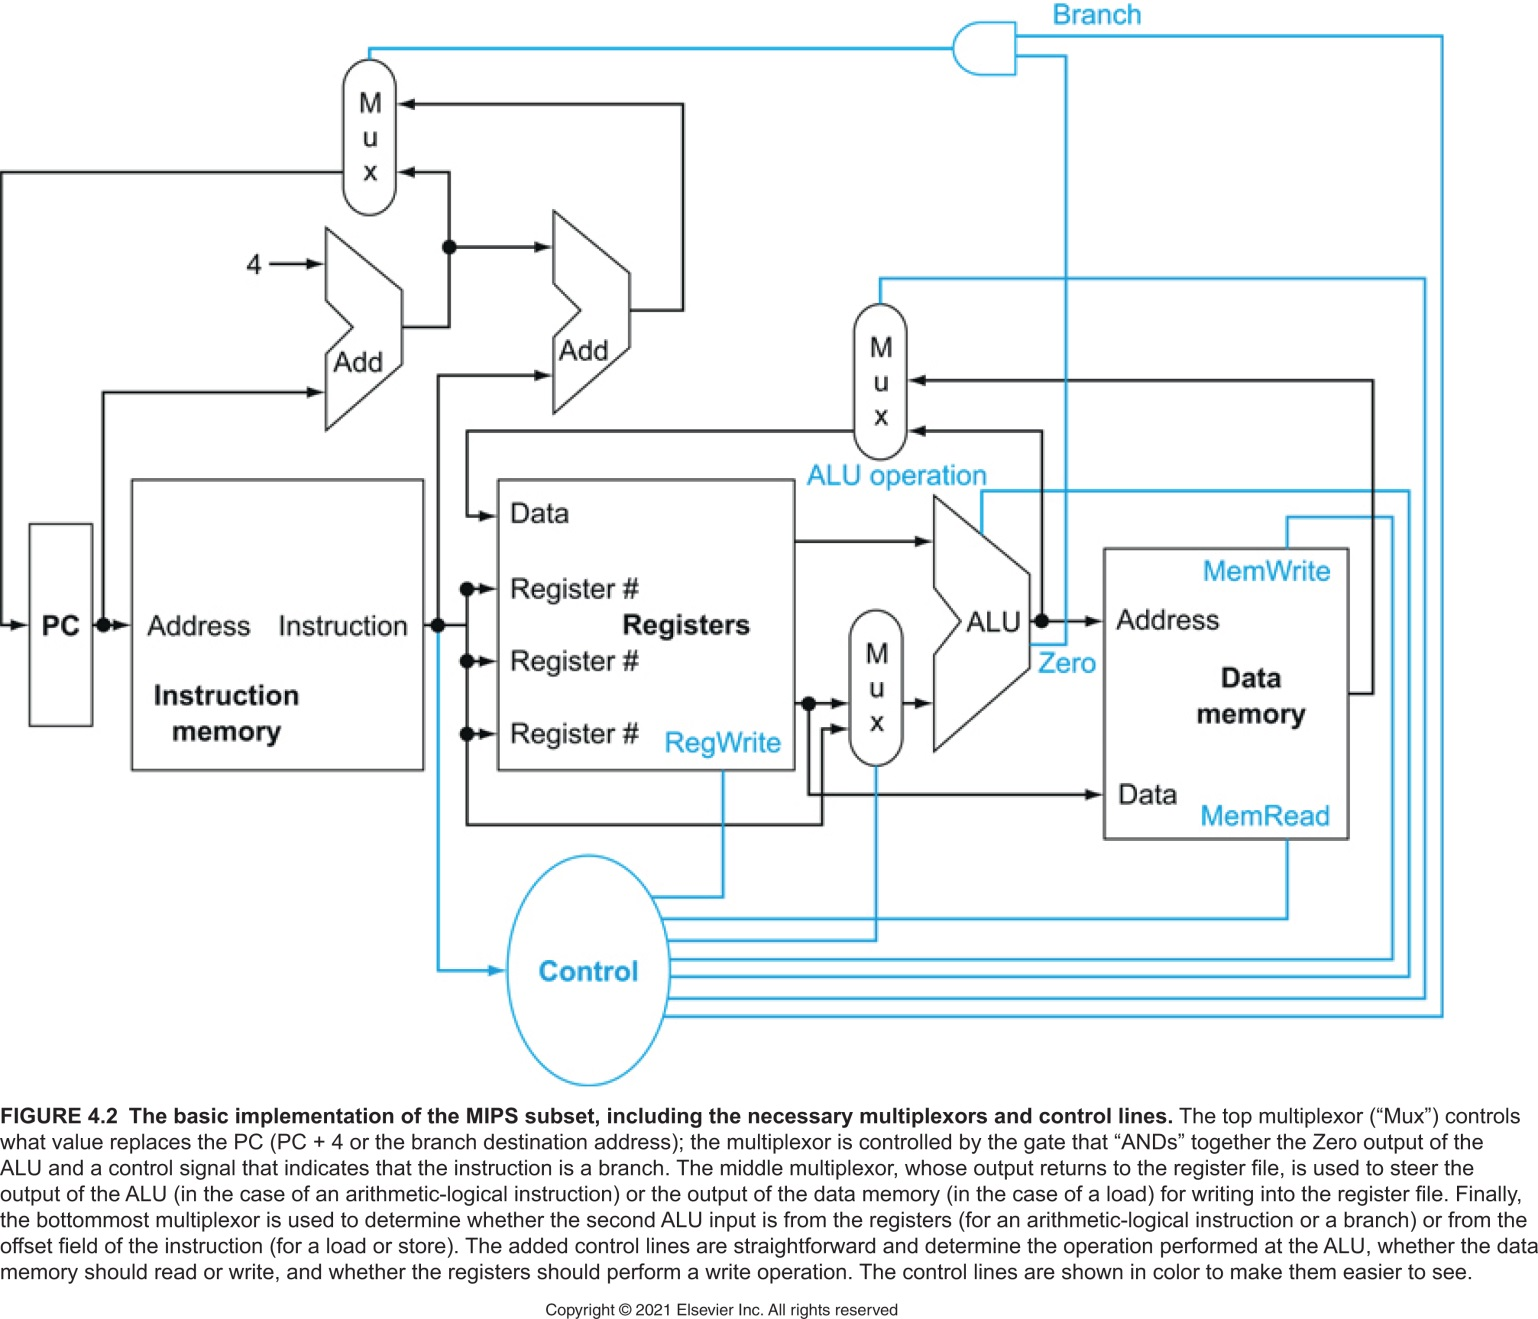 Branch
M
u
x
4
Add
Add
M
u
x
ALU operation
Data
Register #
Registers
Register #
Register #
RegWrite
PC
Address
Instruction
Instruction
memory
M
u
x
ALU
Zero
MemWrite
Address
Data
memory
Data
MemRead
Control
FIGURE 4.2 The basic implementation of the MIPS subset, including the necessary multiplexors and control lines. The top multiplexor (“Mux”) controls
what value replaces the PC (PC + 4 or the branch destination address); the multiplexor is controlled by the gate that “ANDs” together the Zero output of the
ALU and a control signal that indicates that the instruction is a branch. The middle multiplexor, whose output returns to the register file, is used to steer the
output of the ALU (in the case of an arithmetic-logical instruction) or the output of the data memory (in the case of a load) for writing into the register file. Finally,
the bottommost multiplexor is used to determine whether the second ALU input is from the registers (for an arithmetic-logical instruction or a branch) or from the
offset field of the instruction (for a load or store). The added control lines are straightforward and determine the operation performed at the ALU, whether the data
memory should read or write, and whether the registers should perform a write operation. The control lines are shown in color to make them easier to see.
Copyright © 2021 Elsevier Inc. All rights reserved